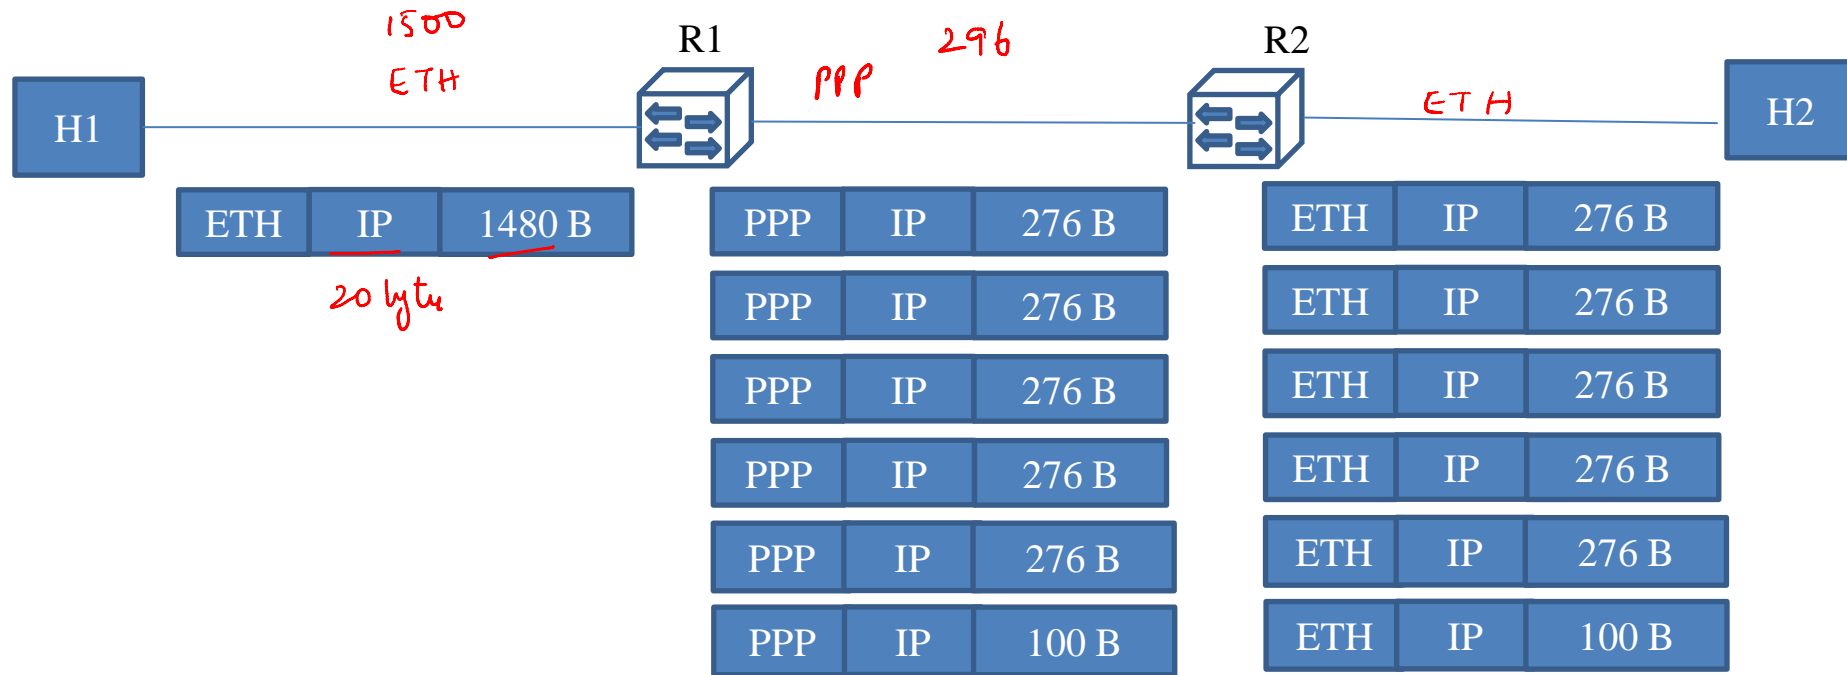 1500
ETH
R1
PPP
296
R2
ETH
H1
H2
ETH IP 1480 B
20 byte
PPP IP 276 B
ETH IP 276 B
PPP IP 276 B
ETH IP 276 B
PPP IP 276 B
ETH IP 276 B
PPP IP 276 B
ETH IP 276 B
PPP IP 276 B
ETH IP 276 B
PPP IP 100 B
ETH IP 100 B